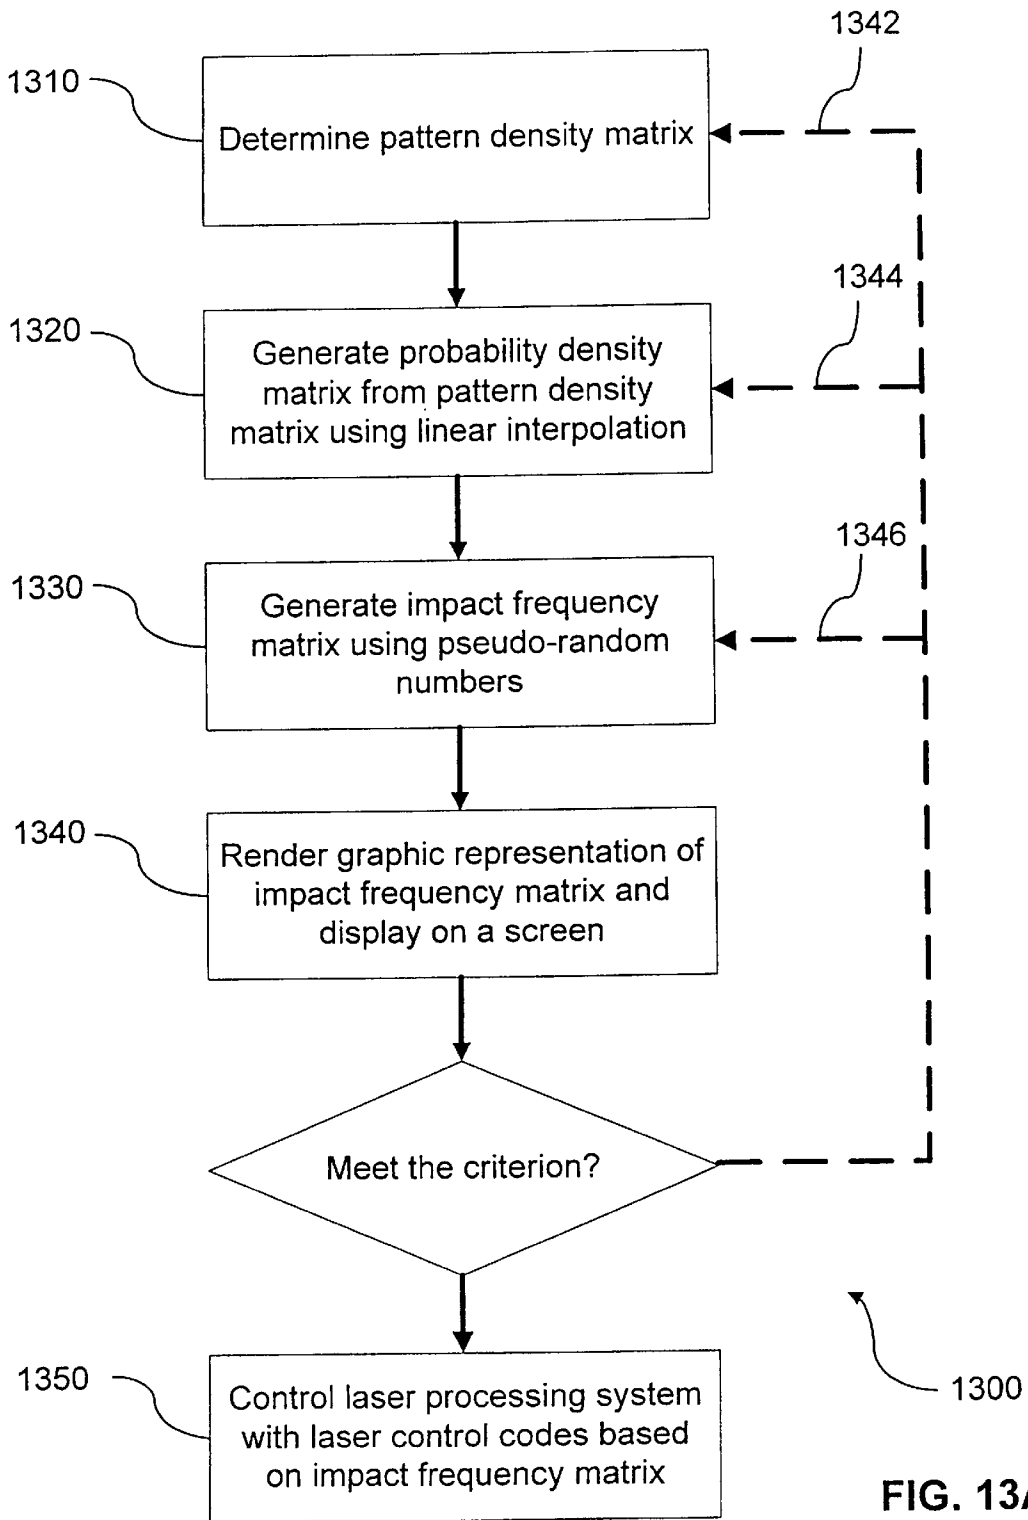 1342
1310
Determine pattern density matrix
1344
1320
Generate probability density
matrix from pattern density
matrix using linear interpolation
1346
1330
Generate impact frequency
matrix using pseudo-random
numbers
1340
Render graphic representation of
impact frequency matrix and
display on a screen
Meet the criterion?
1350
1300
Control laser processing system
with laser control codes based
on impact frequency matrix
FIG. 13A